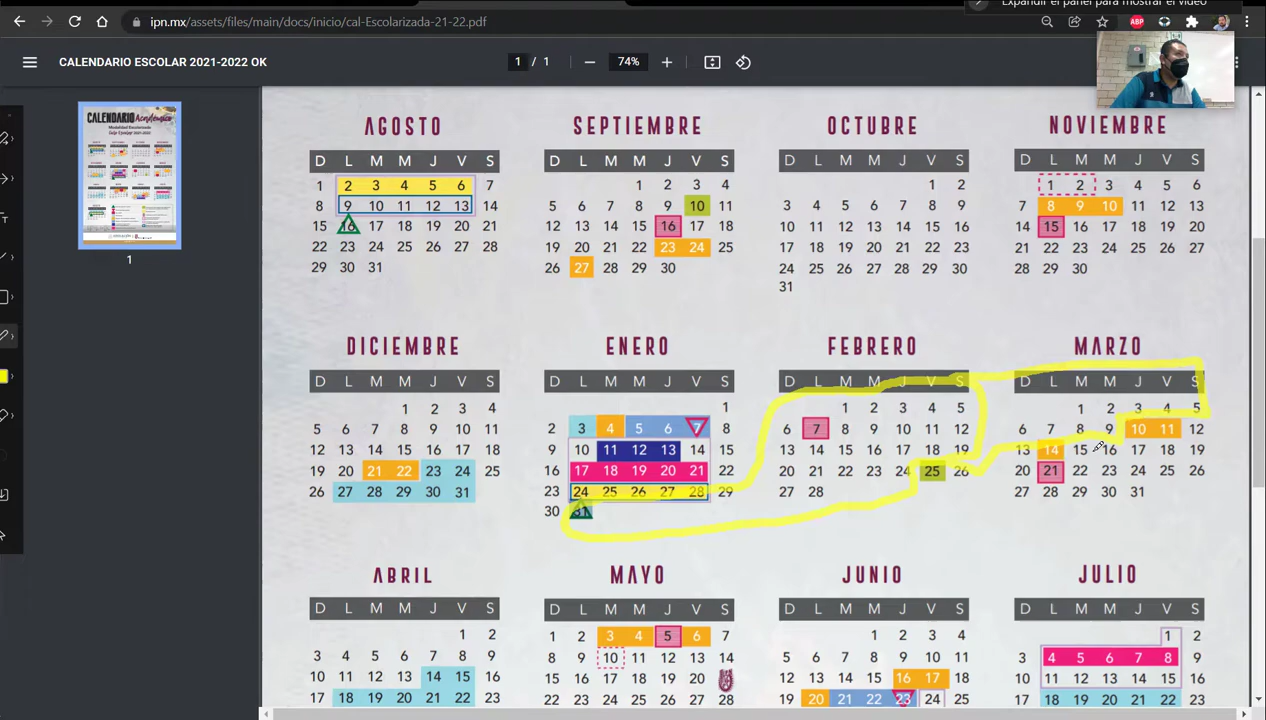 Expandir el panel para mostrar el video
ipn.mx/assets/files/main/docs/inicio/cal-Escolarizada-21-22.pdf
ABP
CALENDARIO ESCOLAR 2021-2022 OK
1 / 1
74%
CALENDARIO Académico
Modalidad Escolarizada
1
AGOSTO
D L M M J V S
1 2 3 4 5 6 7
8 9 10 11 12 13 14
15 16 17 18 19 20 21
22 23 24 25 26 27 28
29 30 31
SEPTIEMBRE
D L M M J V S
1 2 3 4
5 6 7 8 9 10 11
12 13 14 15 16 17 18
19 20 21 22 23 24 25
26 27 28 29 30
OCTUBRE
D L M M J V S
1 2
3 4 5 6 7 8 9
10 11 12 13 14 15 16
17 18 19 20 21 22 23
24 25 26 27 28 29 30
31
NOVIEMBRE
D L M M J V S
1 2 3 4 5 6
7 8 9 10 11 12 13
14 15 16 17 18 19 20
21 22 23 24 25 26 27
28 29 30
DICIEMBRE
D L M M J V S
1 2 3 4
5 6 7 8 9 10 11
12 13 14 15 16 17 18
19 20 21 22 23 24 25
26 27 28 29 30 31
ENERO
D L M M J V S
1
2 3 4 5 6 7 8
9 10 11 12 13 14 15
16 17 18 19 20 21 22
23 24 25 26 27 28 29
30 31
FEBRERO
D L M M J V S
1 2 3 4 5
6 7 8 9 10 11 12
13 14 15 16 17 18 19
20 21 22 23 24 25 26
27 28
MARZO
D L M M J V S
1 2 3 4 5
6 7 8 9 10 11 12
13 14 15 16 17 18 19
20 21 22 23 24 25 26
27 28 29 30 31
ABRIL
D L M M J V S
1 2
3 4 5 6 7 8 9
10 11 12 13 14 15 16
17 18 19 20 21 22 23
MAYO
D L M M J V S
1 2 3 4 5 6 7
8 9 10 11 12 13 14
15 16 17 18 19 20
22 23 24 25 26 27 28
JUNIO
D L M M J V S
1 2 3 4
5 6 7 8 9 10 11
12 13 14 15 16 17 18
19 20 21 22 23 24 25
JULIO
D L M M J V S
1 2
3 4 5 6 7 8 9
10 11 12 13 14 15 16
17 18 19 20 21 22 23